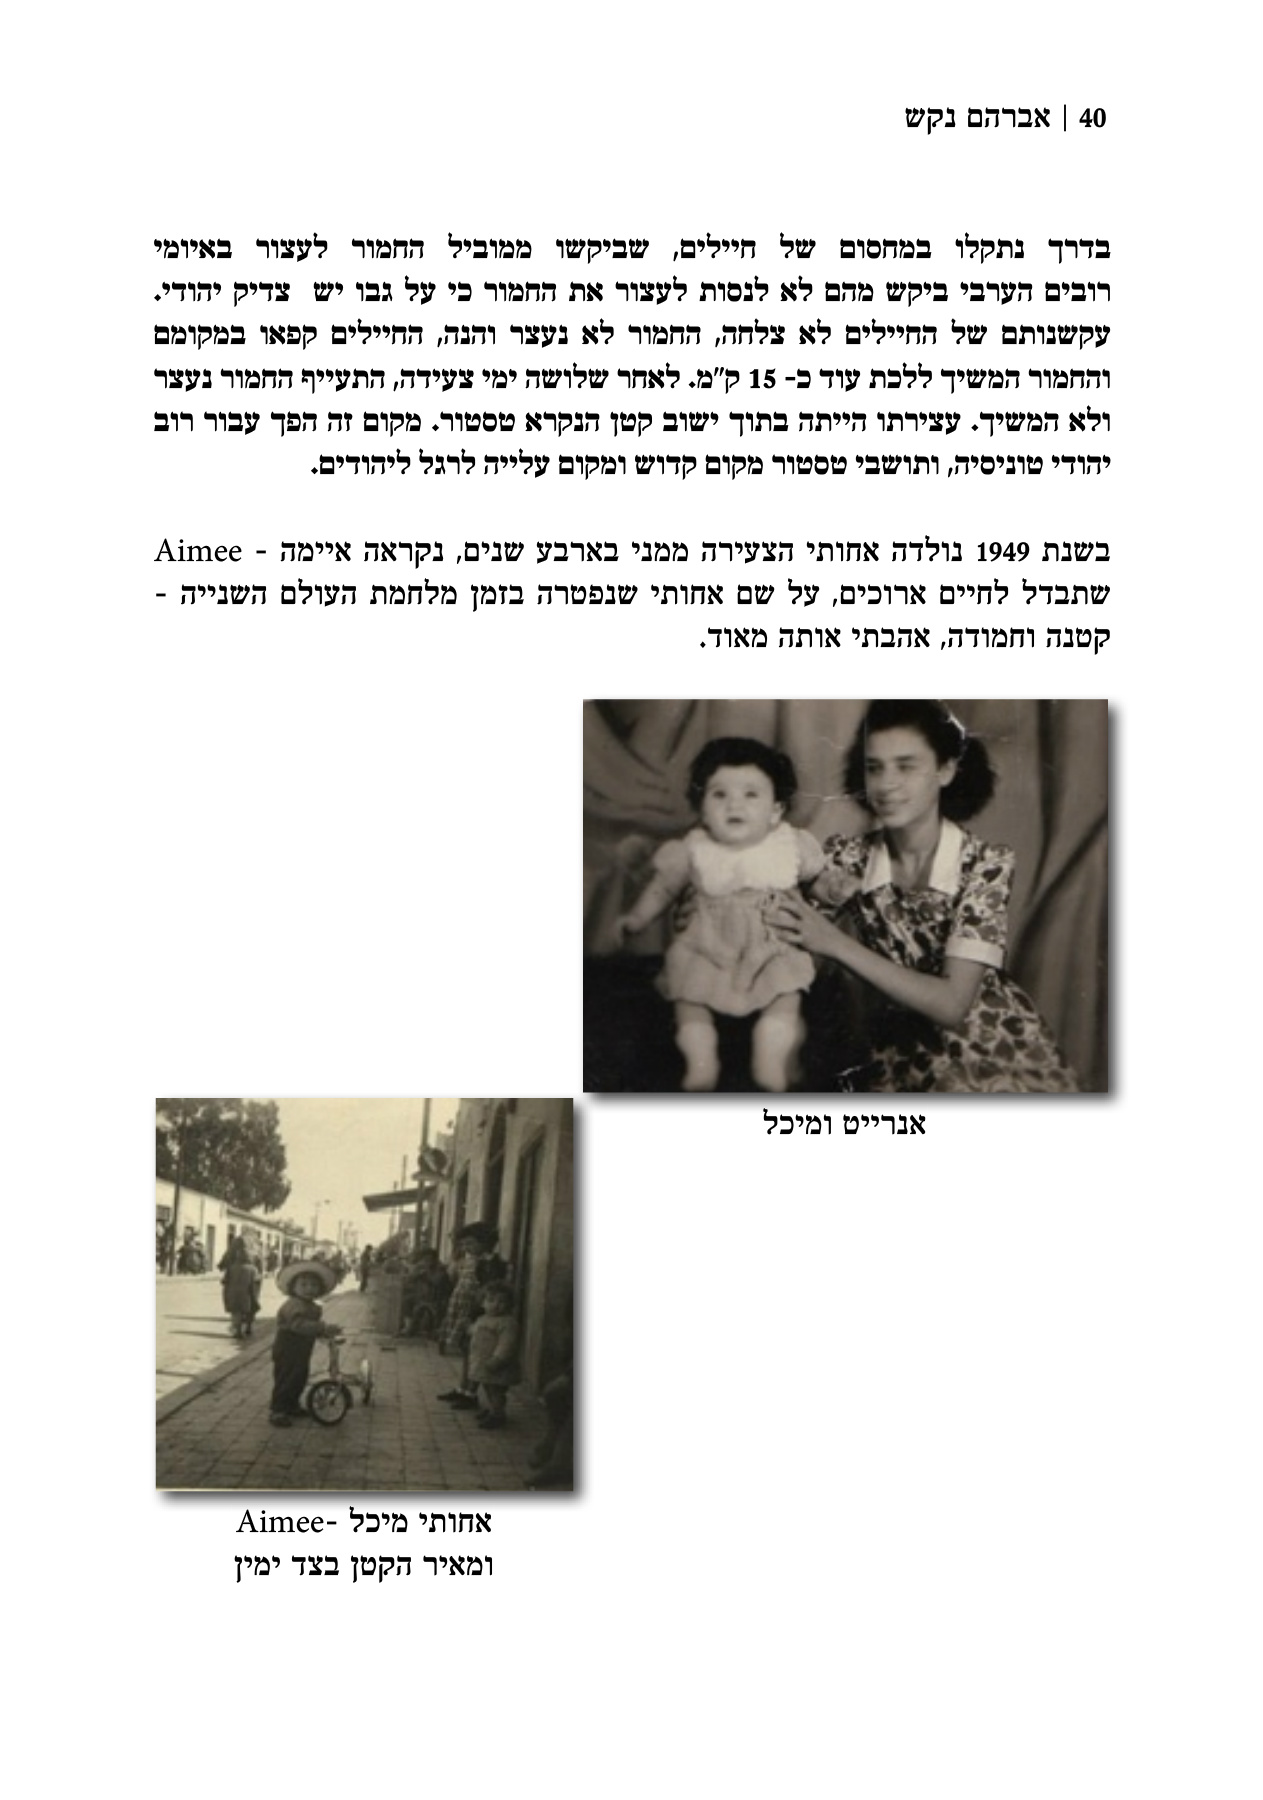 40 | אברהם נקש
בדרך נתקלו במחסום של חיילים, שביקשו ממוביל החמור לעצור באיומי
רובים הערבי ביקש מהם לא לנסות לעצור את החמור כי על גבו יש צדיק יהודי.
עקשנותם של החיילים לא צלחה, החמור לא נעצר והנה, החיילים קפאו במקומם
והחמור המשיך ללכת עוד כ- 15 ק"מ. לאחר שלושה ימי צעידה, התעייף החמור נעצר
ולא המשיך. עצירתו הייתה בתוך ישוב קטן הנקרא טסטור. מקום זה הפך עבור רוב
יהודי טוניסיה, ותושבי טסטור מקום קדוש ומקום עלייה לרגל ליהודים.
בשנת 1949 נולדה אחותי הצעירה ממני בארבע שנים, נקראה איימה - Aimee
שתבדל לחיים ארוכים, על שם אחותי שנפטרה בזמן מלחמת העולם השנייה -
קטנה וחמודה, אהבתי אותה מאוד.
אנרייט ומיכל
אחותי מיכל -Aimee
ומאיר הקטן בצד ימין